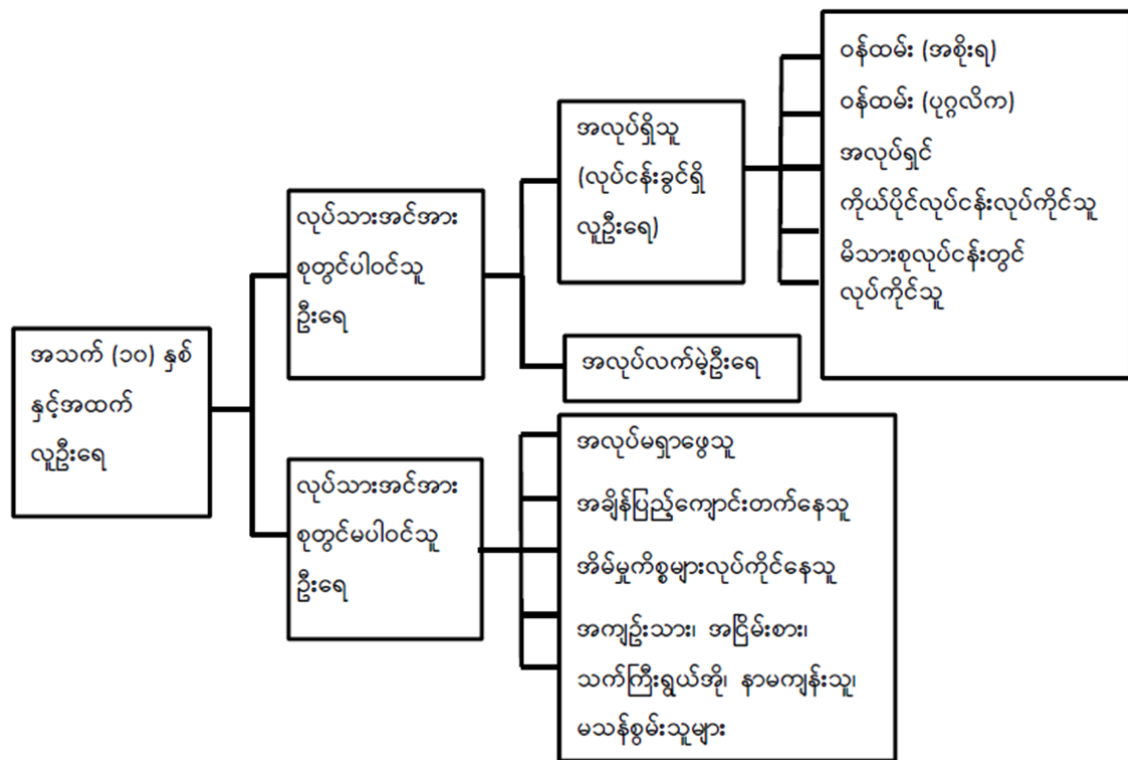 အသက် (၁၀) နှစ်
နှင့်အထက်
လူဦးရေ
လုပ်သားအင်အား
စုတွင်ပါဝင်သူ
ဦးရေ
အလုပ်ရှိသူ
(လုပ်ငန်းခွင်ရှိ
လူဦးရေ)
ဝန်ထမ်း (အစိုးရ)
ဝန်ထမ်း (ပုဂ္ဂလိက)
အလုပ်ရှင်
ကိုယ်ပိုင်လုပ်ငန်းလုပ်ကိုင်သူ
မိသားစုလုပ်ငန်းတွင်
လုပ်ကိုင်သူ
အလုပ်လက်မဲ့ဦးရေ
လုပ်သားအင်အား
စုတွင်မပါဝင်သူ
ဦးရေ
အလုပ်မရှာဖွေသူ
အချိန်ပြည့်ကျောင်းတက်နေသူ
အိမ်မှုကိစ္စများလုပ်ကိုင်နေသူ
အကျဉ်းသား၊ အငြိမ်းစား၊
သက်ကြီးရွယ်အို၊ နာမကျန်းသူ၊
မသန်စွမ်းသူများ